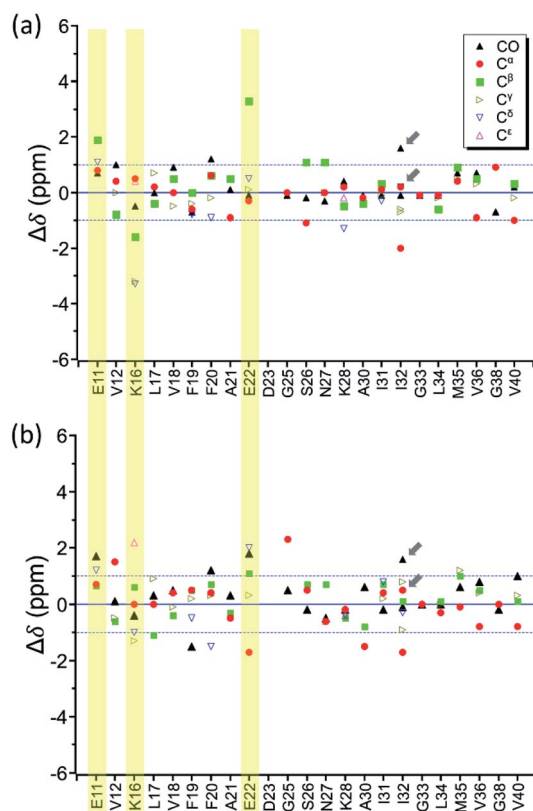 (a)
6
4
2
0
-2
-4
-6
Δδ (ppm)
CO
Cᵅ
Cᵝ
Cᵞ
Cᵟ
Cᵋ
E11
V12
K16
L17
V18
F19
F20
A21
E22
D23
G25
S26
N27
K28
A30
I31
I32
G33
L34
M35
V36
G38
V40
(b)
6
4
2
0
-2
-4
-6
Δδ (ppm)
E11
V12
K16
L17
V18
F19
F20
A21
E22
D23
G25
S26
N27
K28
A30
I31
I32
G33
L34
M35
V36
G38
V40